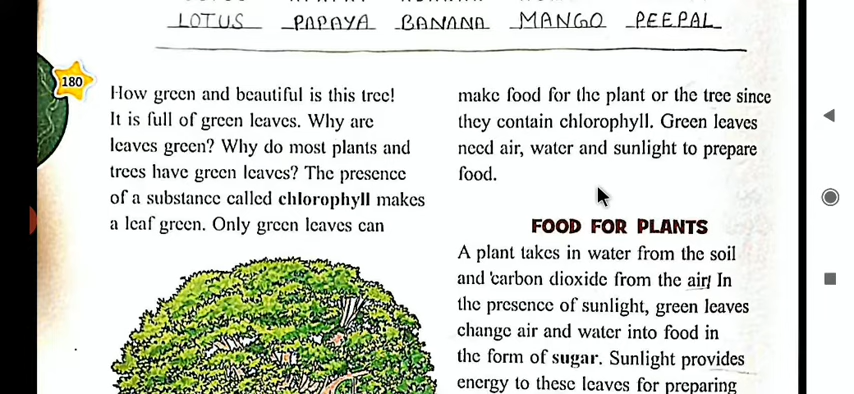 LOTUS PAPAYA BANANA MANGO PEEPAL
180
How green and beautiful is this tree!
It is full of green leaves. Why are
leaves green? Why do most plants and
trees have green leaves? The presence
of a substance called chlorophyll makes
a leaf green. Only green leaves can
make food for the plant or the tree since
they contain chlorophyll. Green leaves
need air, water and sunlight to prepare
food.
FOOD FOR PLANTS
A plant takes in water from the soil
and carbon dioxide from the air. In
the presence of sunlight, green leaves
change air and water into food in
the form of sugar. Sunlight provides
energy to these leaves for preparing